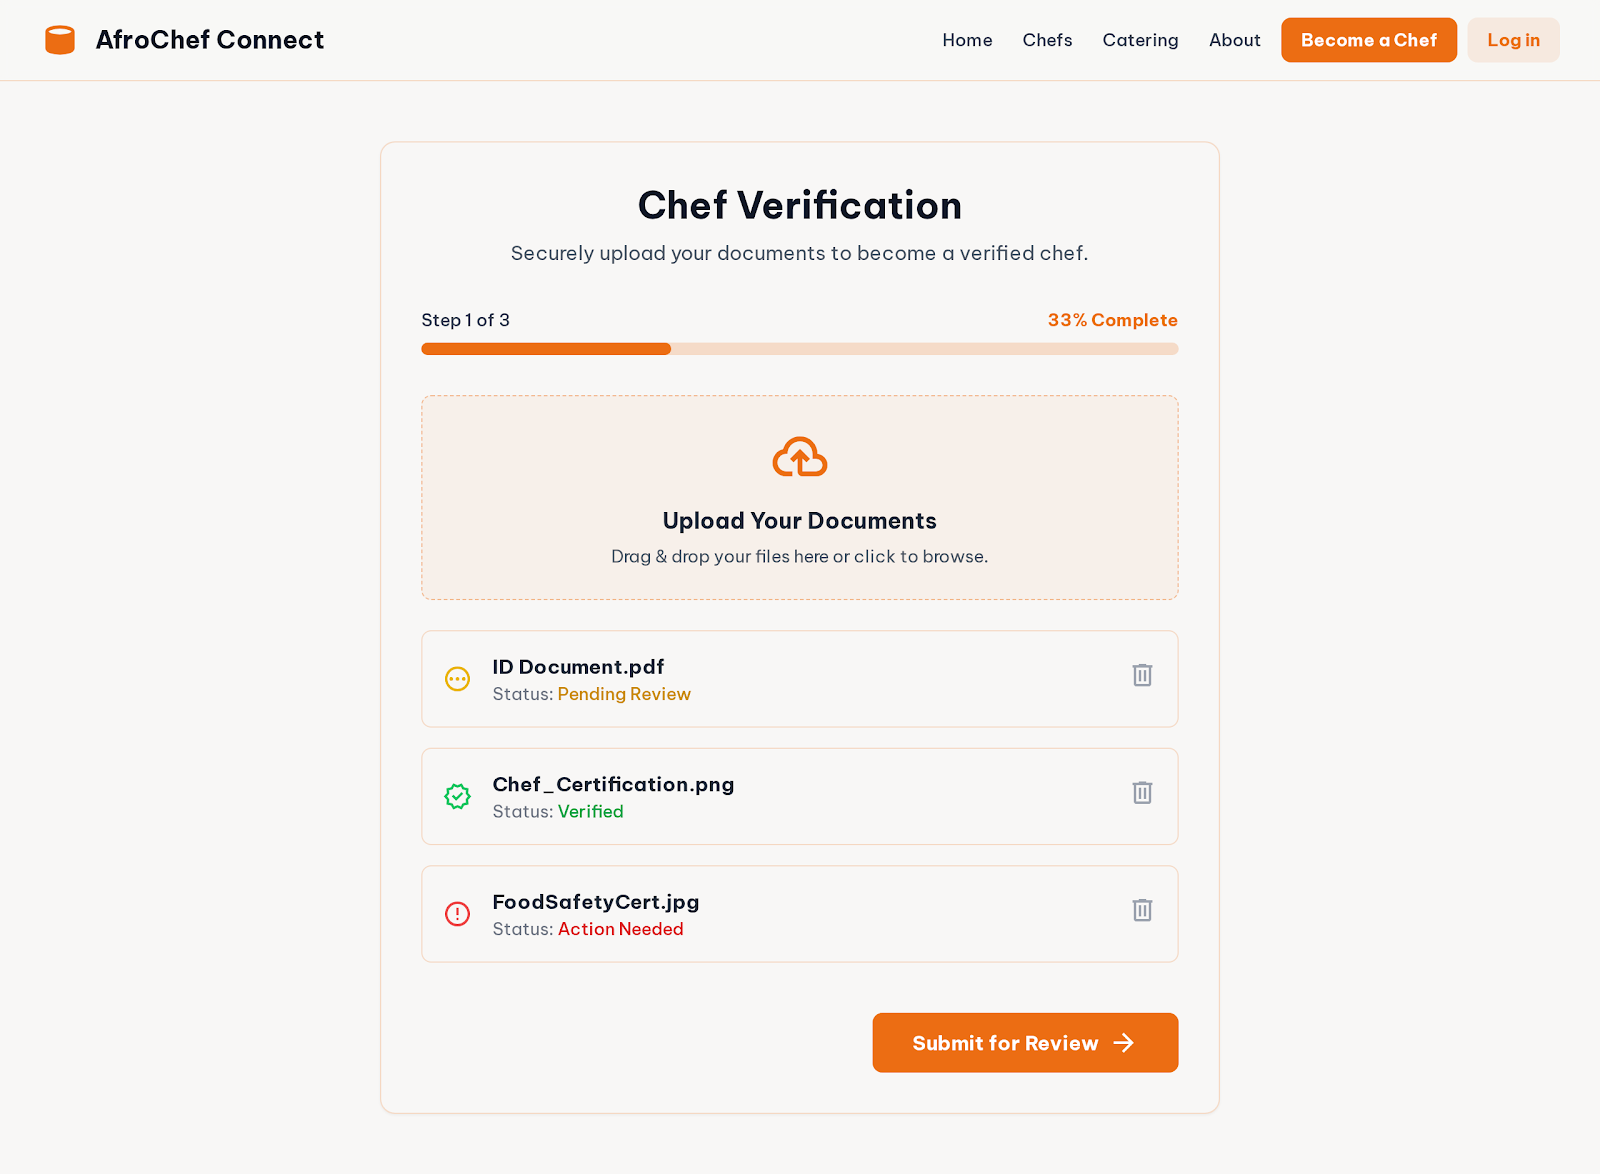 AfroChef Connect
Home
Chefs
Catering
About
Become a Chef
Log in
Chef Verification
Securely upload your documents to become a verified chef.
Step 1 of 3
33% Complete
Upload Your Documents
Drag & drop your files here or click to browse.
ID Document.pdf
Status: Pending Review
Chef_Certification.png
Status: Verified
FoodSafetyCert.jpg
Status: Action Needed
Submit for Review